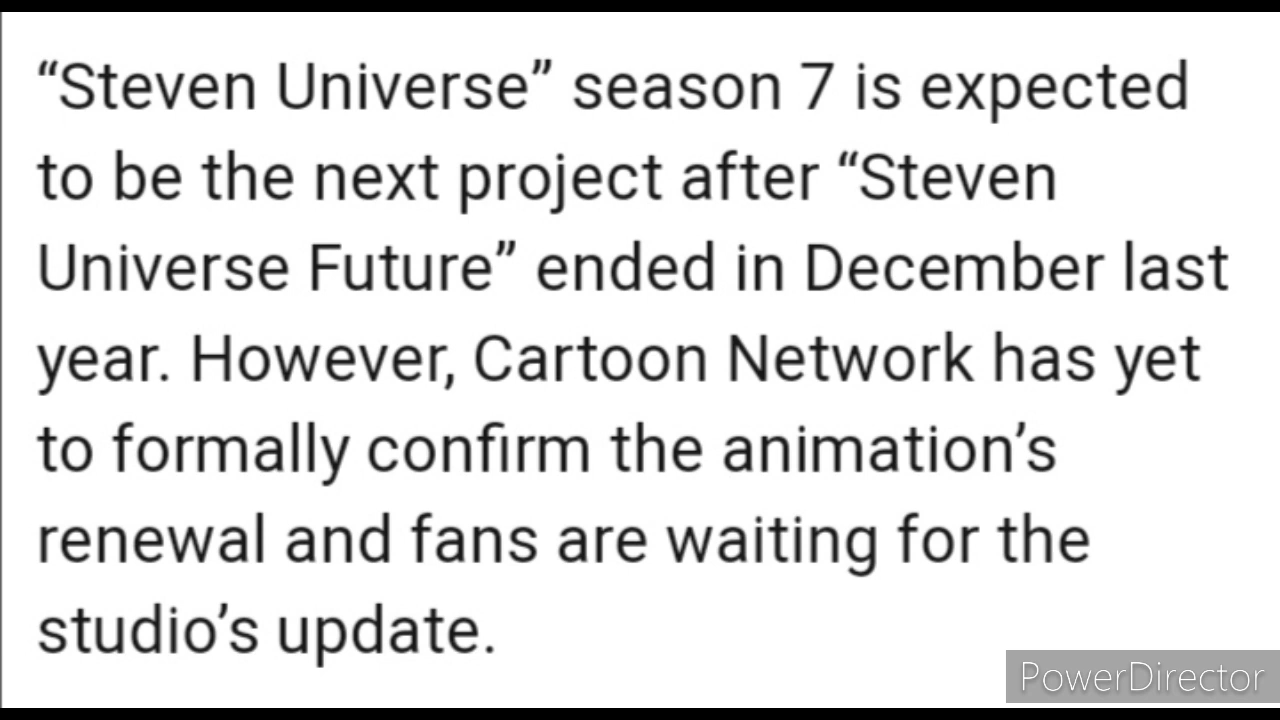 “Steven Universe” season 7 is expected
to be the next project after “Steven
Universe Future” ended in December last
year. However, Cartoon Network has yet
to formally confirm the animation’s
renewal and fans are waiting for the
studio’s update.
PowerDirector